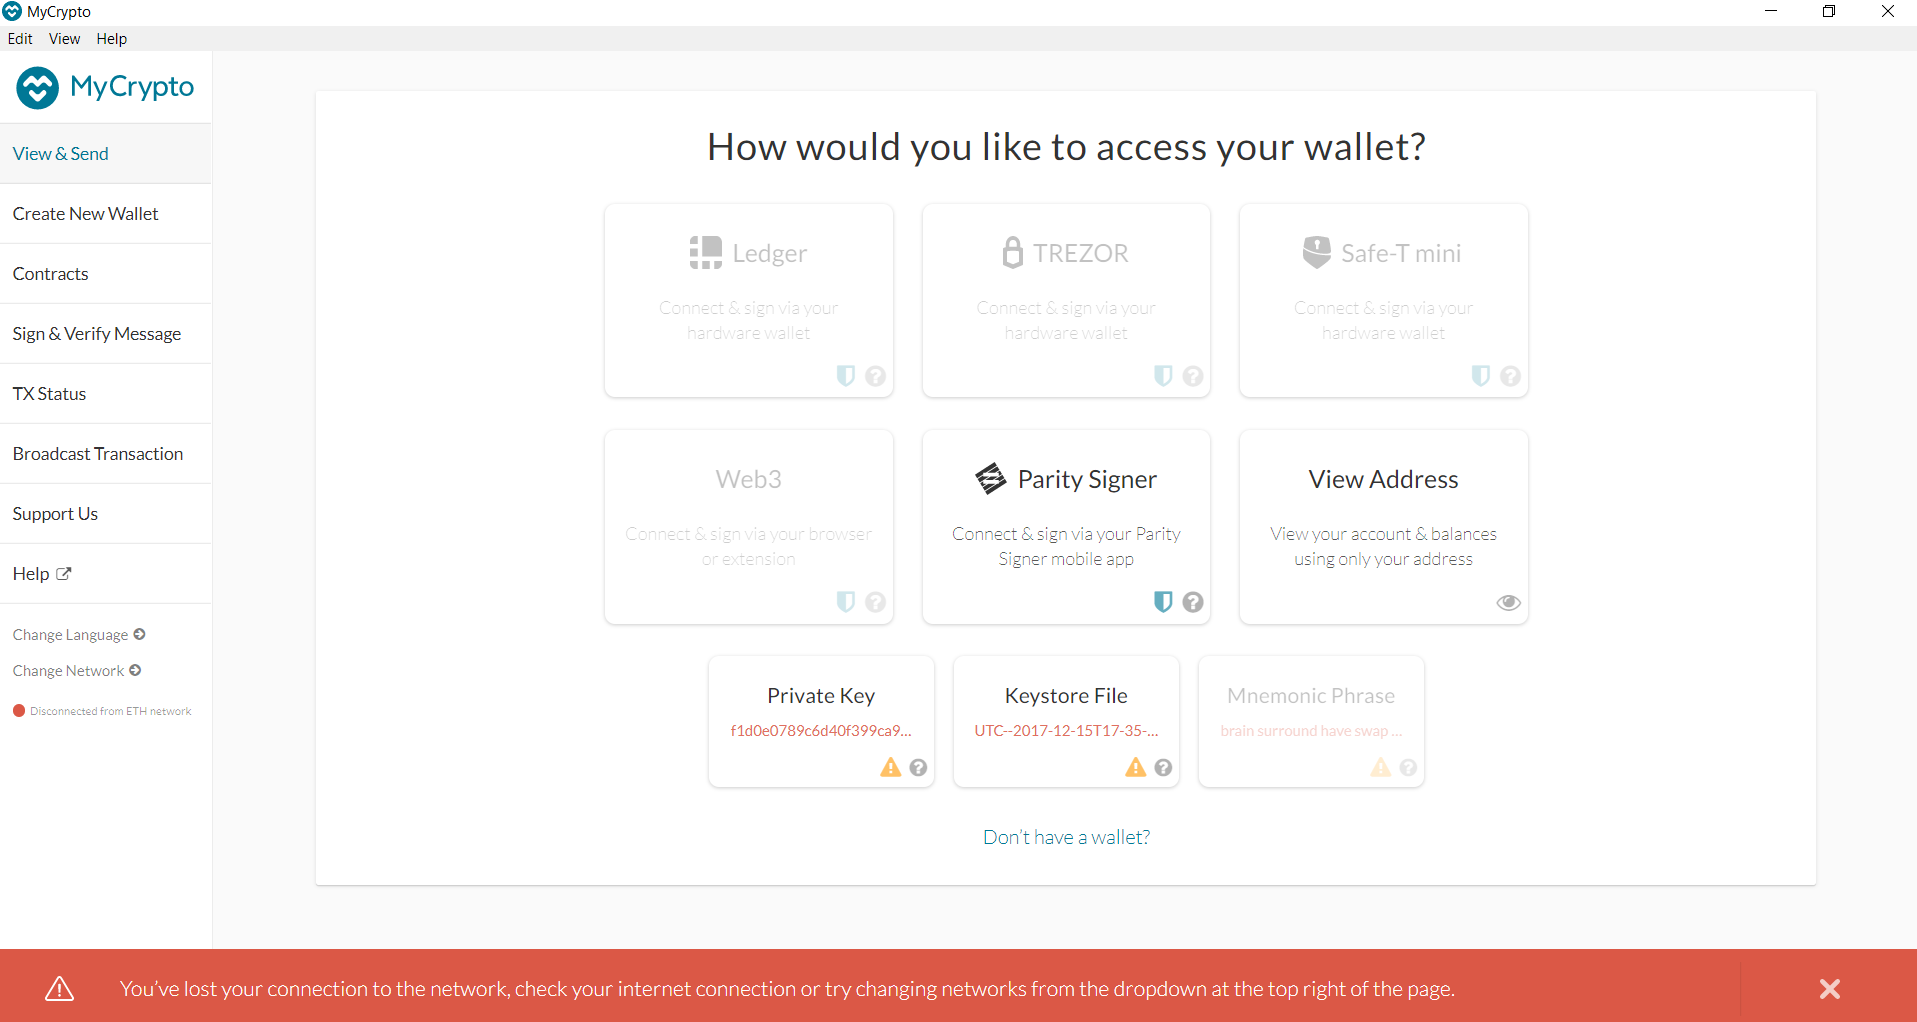 MyCrypto
Edit View Help
MyCrypto
View & Send
Create New Wallet
Contracts
Sign & Verify Message
TX Status
Broadcast Transaction
Support Us
Help
Change Language
Change Network
Disconnected from ETH network
How would you like to access your wallet?
Ledger
Connect & sign via your
hardware wallet
TREZOR
Connect & sign via your
hardware wallet
Safe-T mini
Connect & sign via your
hardware wallet
Web3
Connect & sign via your browser
or extension
Parity Signer
Connect & sign via your Parity
Signer mobile app
View Address
View your account & balances
using only your address
Private Key
f1d0e0789c6d40f399ca9...
Keystore File
UTC--2017-12-15T17-35-...
Mnemonic Phrase
brain surround have swap ...
Don't have a wallet?
You've lost your connection to the network, check your internet connection or try changing networks from the dropdown at the top right of the page.